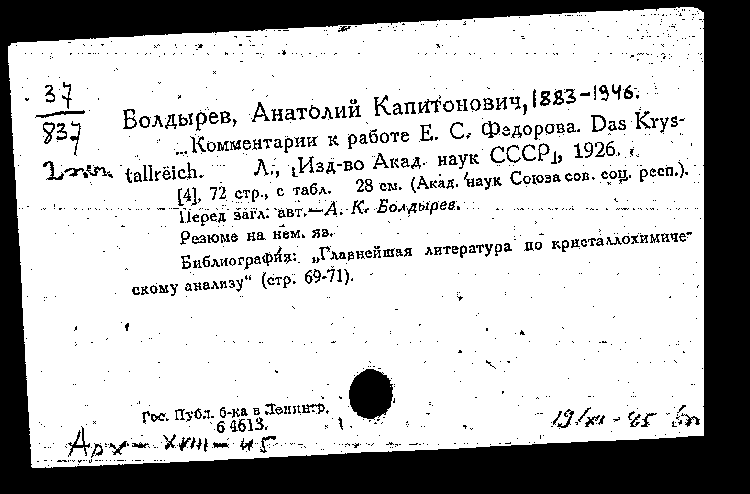 37
837
Болдырев, Анатолий Капитонович, 1883-1946.
...Комментарии к работе Е. С. Федорова. Das Krys-
tallreich. Л., [Изд-во Акад. наук СССР], 1926.
[4], 72 стр., с табл. 28 см. (Акад. наук Союза сов. соц. респ.).
Перед загл. авт.—А. К. Болдырев.
Резюме на нем. яз.
Библиография: „Главнейшая литература по кристаллохимиче-
скому анализу“ (стр. 69-71).
Гос. Публ. б-ка в Ленингр.
б 4613.
19/XI-45
Арх-XVIII-45